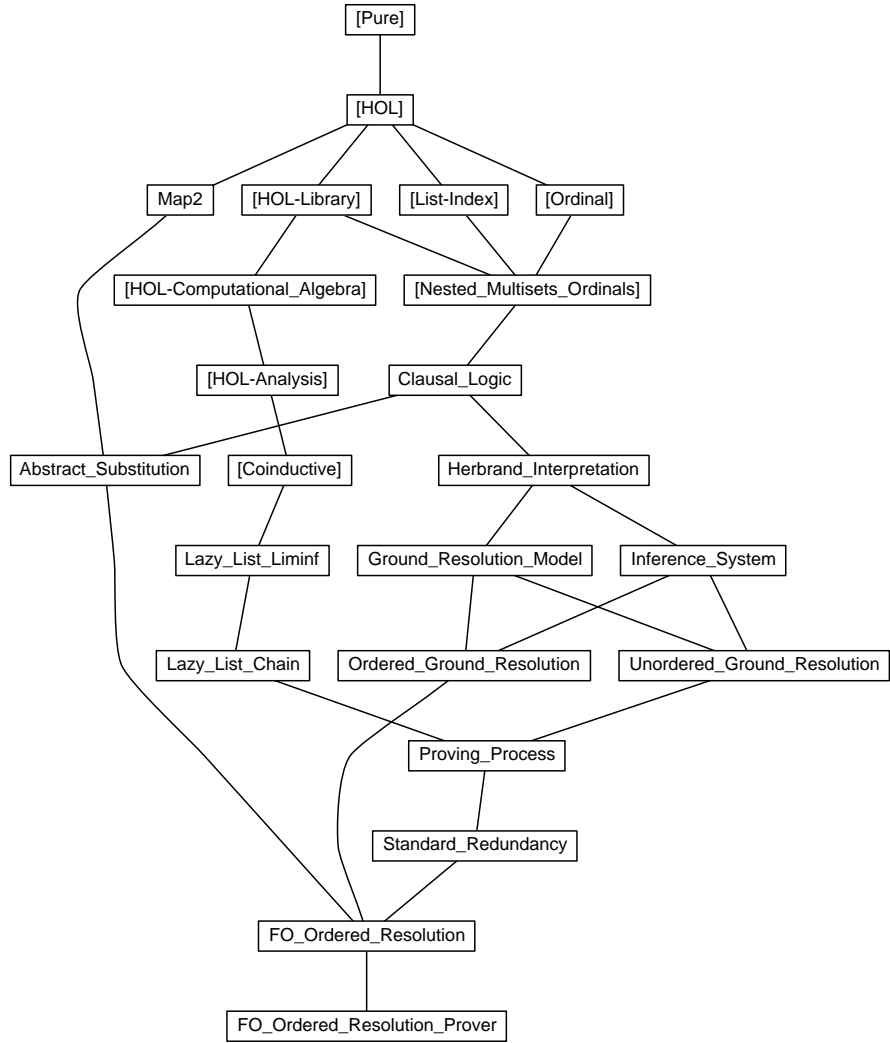 [Pure]
[HOL]
Map2
[HOL-Library]
[List-Index]
[Ordinal]
[HOL-Computational_Algebra]
[Nested_Multisets_Ordinals]
[HOL-Analysis]
Clausal_Logic
Abstract_Substitution
[Coinductive]
Herbrand_Interpretation
Lazy_List_Liminf
Ground_Resolution_Model
Inference_System
Lazy_List_Chain
Ordered_Ground_Resolution
Unordered_Ground_Resolution
Proving_Process
Standard_Redundancy
FO_Ordered_Resolution
FO_Ordered_Resolution_Prover